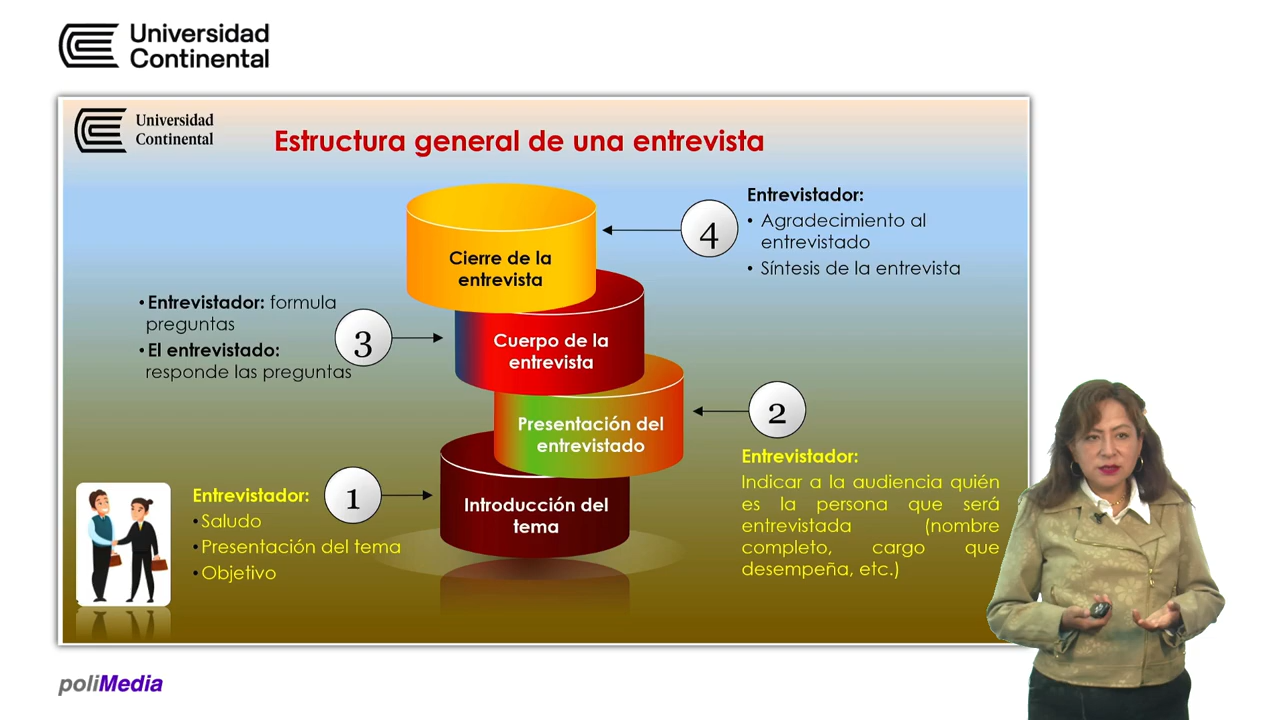 Universidad
Continental
Universidad
Continental
Estructura general de una entrevista
Cierre de la
entrevista
4
Entrevistador:
• Agradecimiento al
entrevistado
• Síntesis de la entrevista
• Entrevistador: formula
preguntas
• El entrevistado:
responde las preguntas
3
Cuerpo de la
entrevista
Presentación del
entrevistado
2
Entrevistador:
Indicar a la audiencia quién
es la persona que será
entrevistada (nombre
completo, cargo que
desempeña, etc.)
Entrevistador:
• Saludo
• Presentación del tema
• Objetivo
1
Introducción del
tema
poliMedia